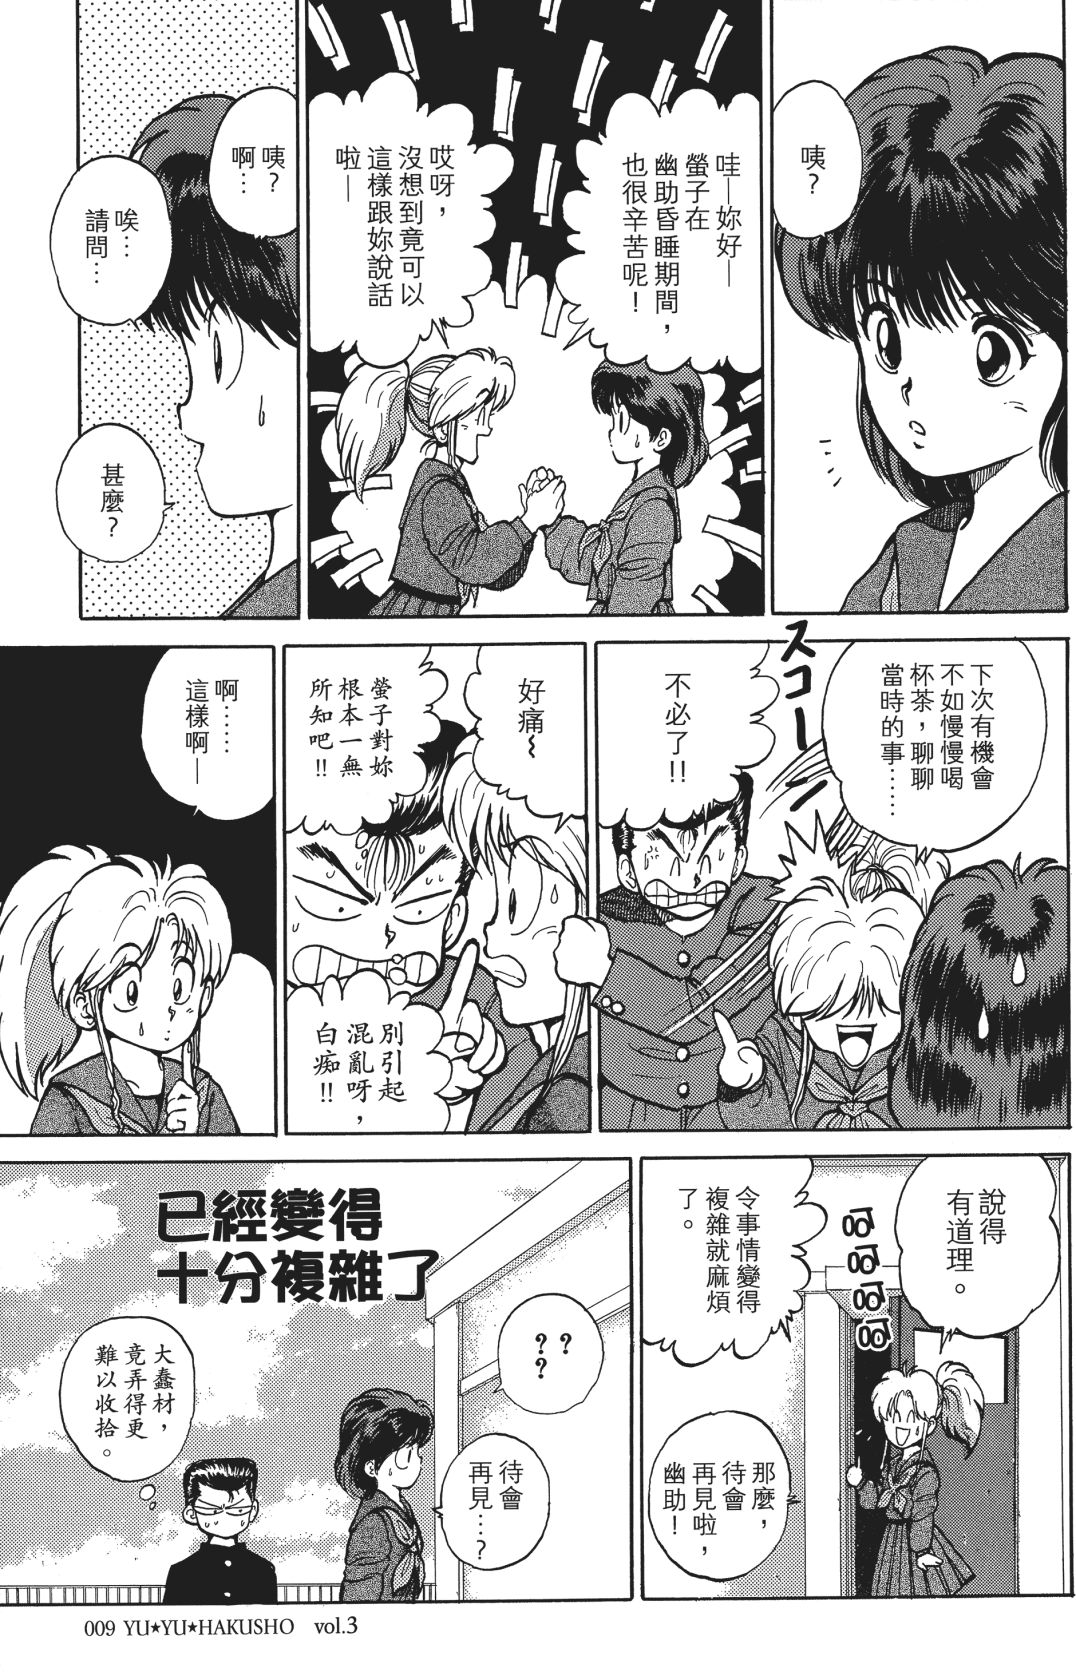 咦?
哇—妳好—
螢子在
幽助昏睡期間,
也很辛苦呢!
哎呀,
沒想到竟可以
這樣跟妳說話
啦—
咦?
啊…
唉…
請問…
甚麼?
下次有機會
不如慢慢喝
杯茶,聊聊
當時的事……
スコーン
不必了!!
好痛~
螢子對妳
根本一無
所知吧!!
別引起
混亂呀,
白痴!!
啊……
這樣啊—
說得
有道理。
令事情變得
複雜就麻煩
了。
那麼,
待會
再見啦,
幽助!
???
待會
再見…?
已經變得
十分複雜了
大蠢材,
竟弄得更
難以收拾。
009 YU★YU★HAKUSHO vol.3